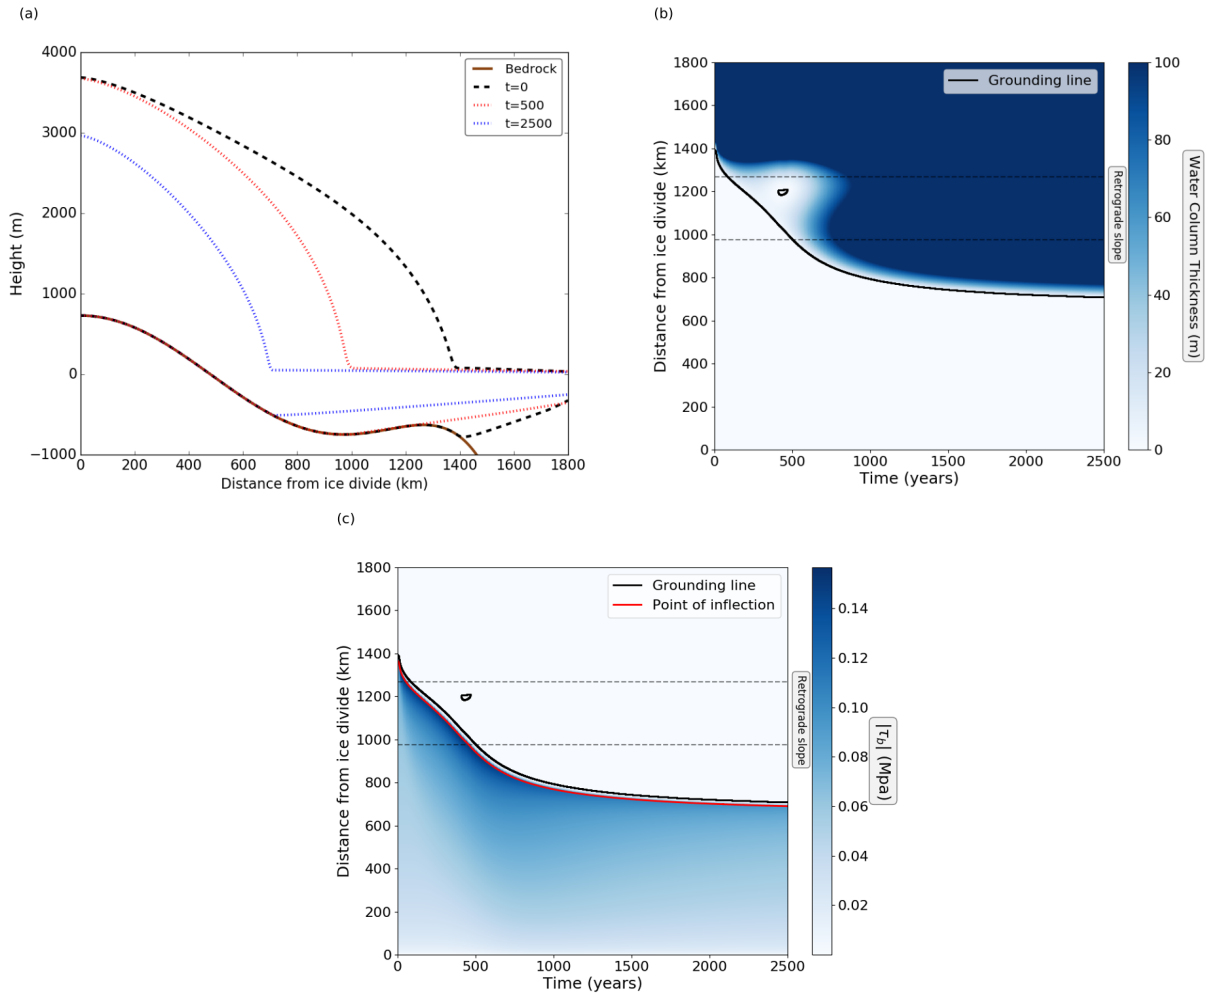 (a)
4000
3000
2000
1000
0
−1000
Height (m)
Bedrock
t=0
t=500
t=2500
0 200 400 600 800 1000 1200 1400 1600 1800
Distance from ice divide (km)
(b)
1800
1600
1400
1200
1000
800
600
400
200
0
Distance from ice divide (km)
Grounding line
0 500 1000 1500 2000 2500
Time (years)
Retrograde slope
100
80
60
40
20
0
Water Column Thickness (m)
(c)
1800
1600
1400
1200
1000
800
600
400
200
0
Distance from ice divide (km)
Grounding line
Point of inflection
0 500 1000 1500 2000 2500
Time (years)
Retrograde slope
0.14
0.12
0.10
0.08
0.06
0.04
0.02
|τb| (Mpa)